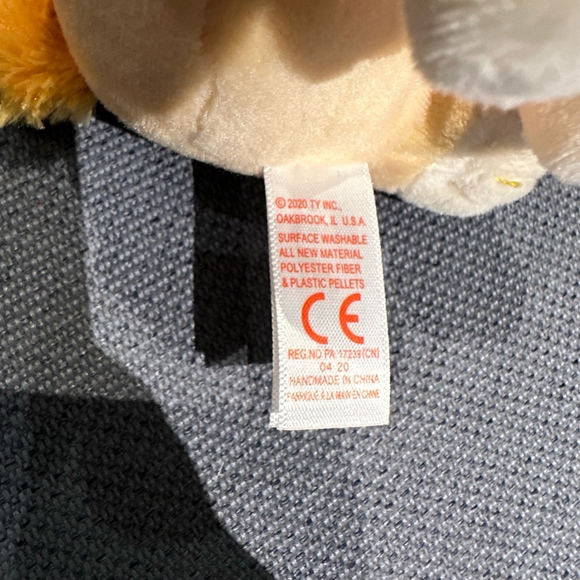 © 2020 TY INC.,
OAKBROOK, IL U.S.A.
SURFACE WASHABLE
ALL NEW MATERIAL
POLYESTER FIBER
& PLASTIC PELLETS
CE
REG.NO PA. 17239(CN)
04 20
HANDMADE IN CHINA
FABRIQUÉ À LA MAIN EN CHINE